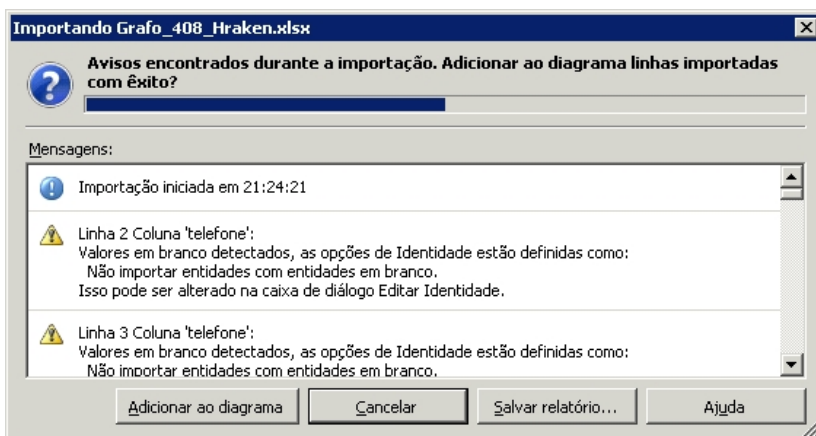 Importando Grafo_408_Hraken.xlsx
Avisos encontrados durante a importação. Adicionar ao diagrama linhas importadas
com êxito?
Mensagens:
Importação iniciada em 21:24:21
Linha 2 Coluna 'telefone':
Valores em branco detectados, as opções de Identidade estão definidas como:
Não importar entidades com entidades em branco.
Isso pode ser alterado na caixa de diálogo Editar Identidade.
Linha 3 Coluna 'telefone':
Valores em branco detectados, as opções de Identidade estão definidas como:
Não importar entidades com entidades em branco.
Adicionar ao diagrama Cancelar Salvar relatório... Ajuda